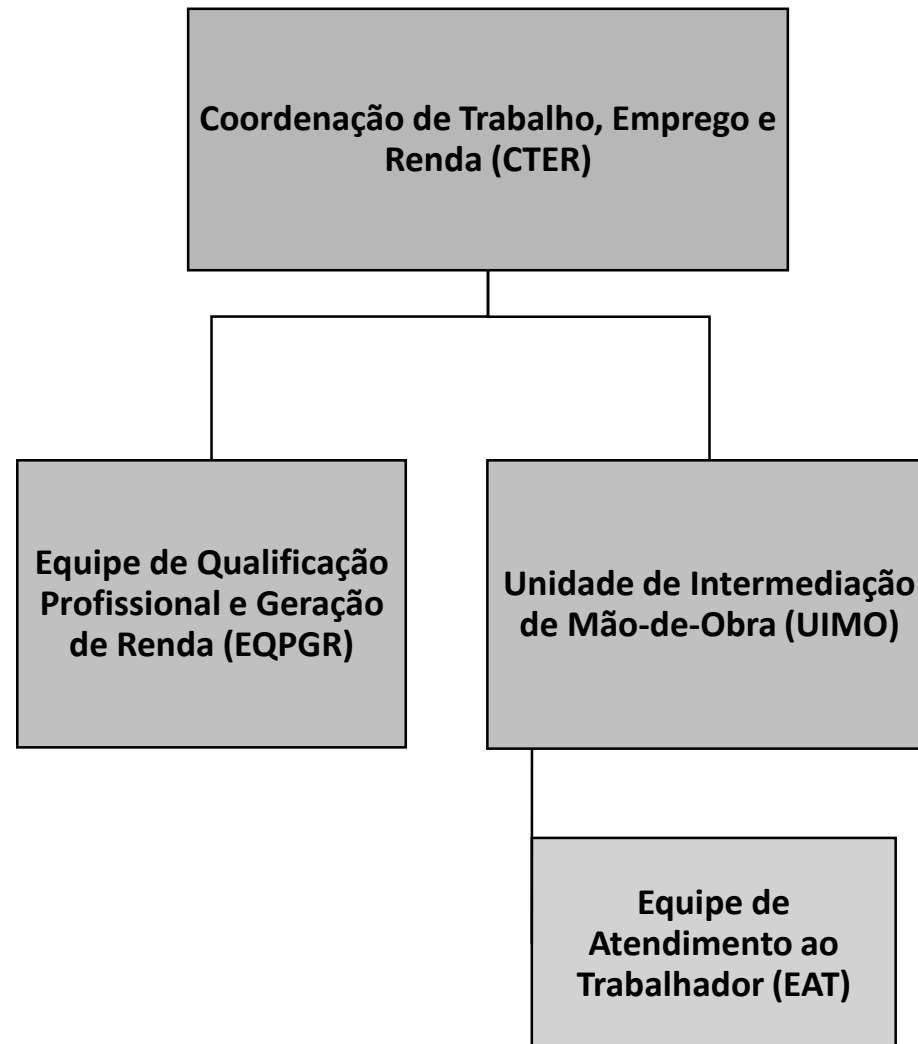 Coordenação de Trabalho, Emprego e
Renda (CTER)
Equipe de Qualificação
Profissional e Geração
de Renda (EQPGR)
Unidade de Intermediação
de Mão-de-Obra (UIMO)
Equipe de
Atendimento ao
Trabalhador (EAT)